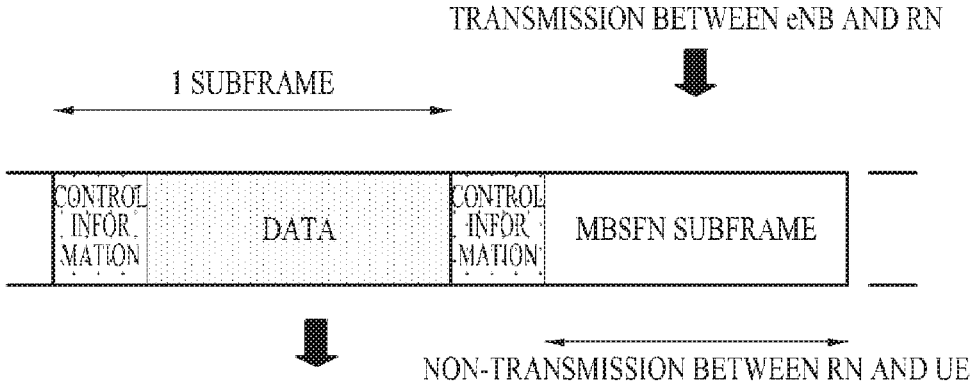 TRANSMISSION BETWEEN eNB AND RN
1 SUBFRAME
CONTROL
INFOR
MATION
DATA
CONTROL
INFOR
MATION
MBSFN SUBFRAME
NON-TRANSMISSION BETWEEN RN AND UE